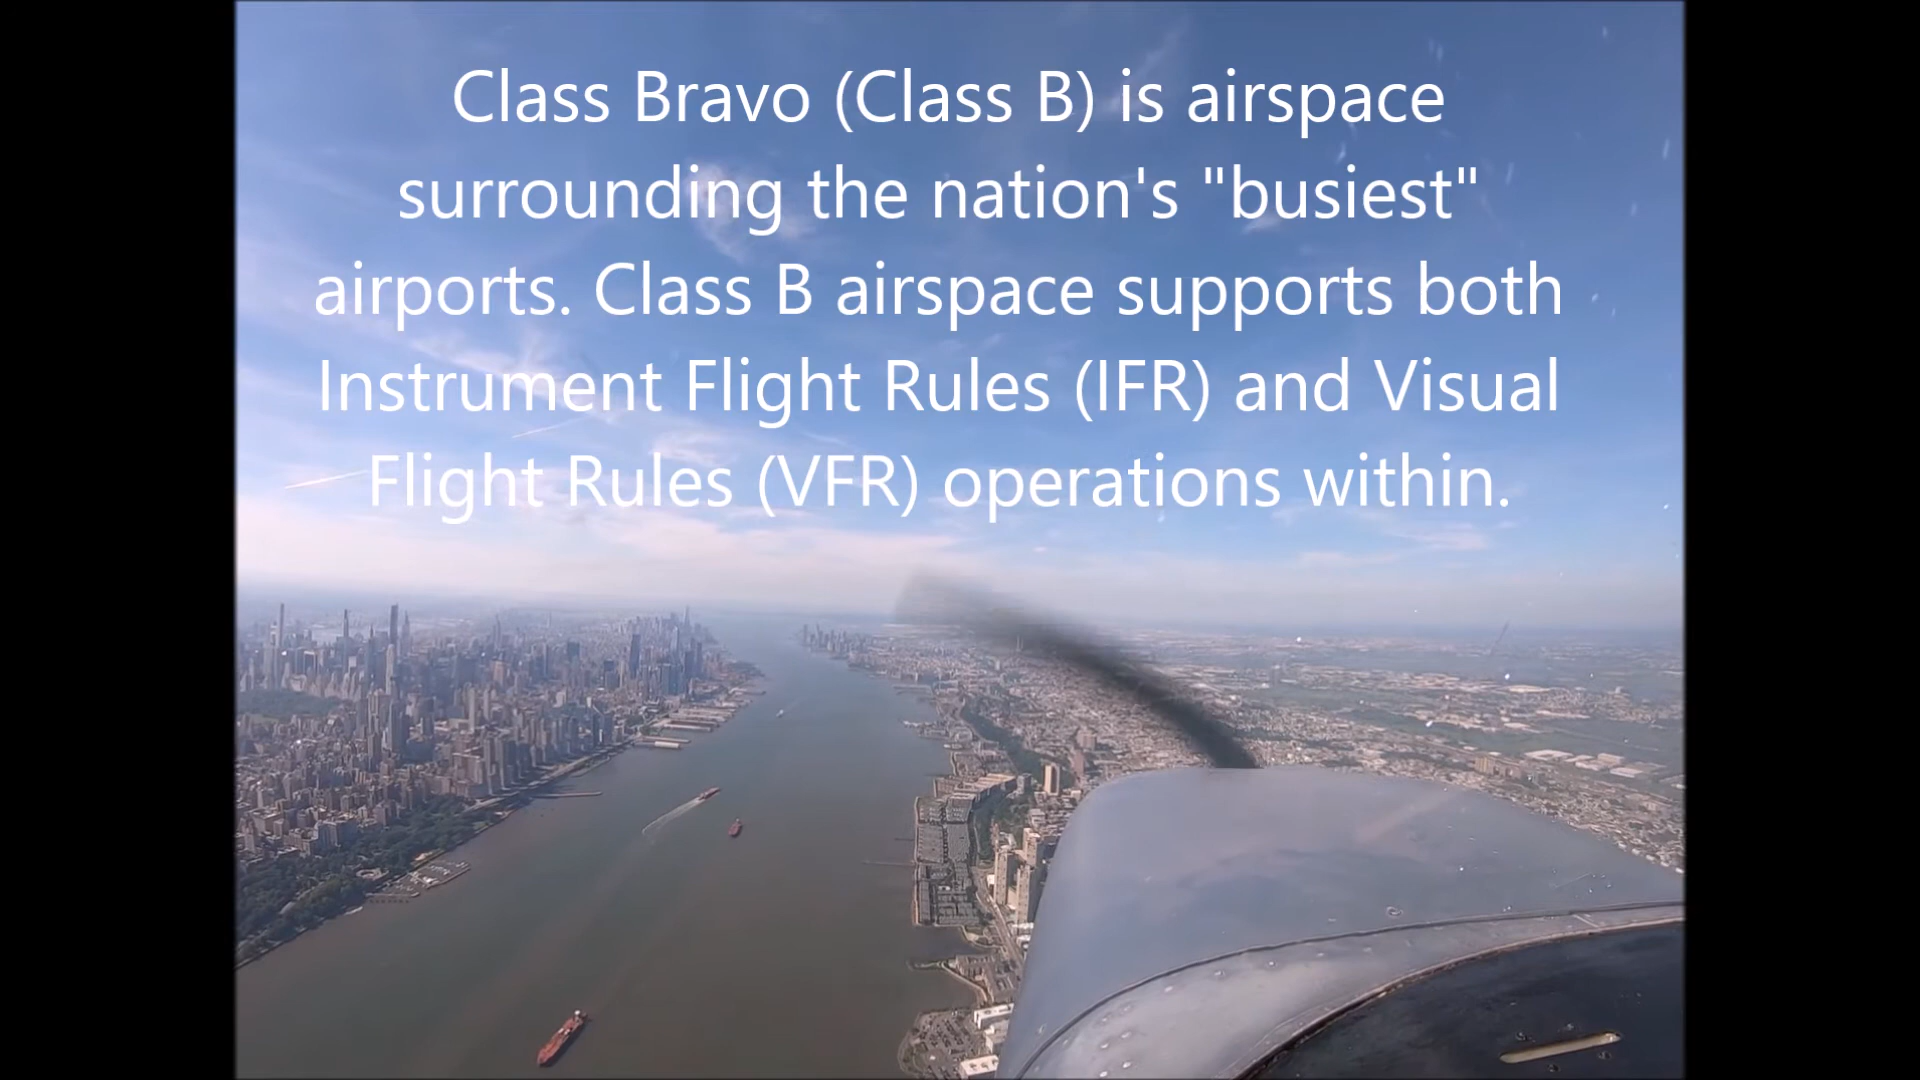 Class Bravo (Class B) is airspace
surrounding the nation's "busiest"
airports. Class B airspace supports both
Instrument Flight Rules (IFR) and Visual
Flight Rules (VFR) operations within.